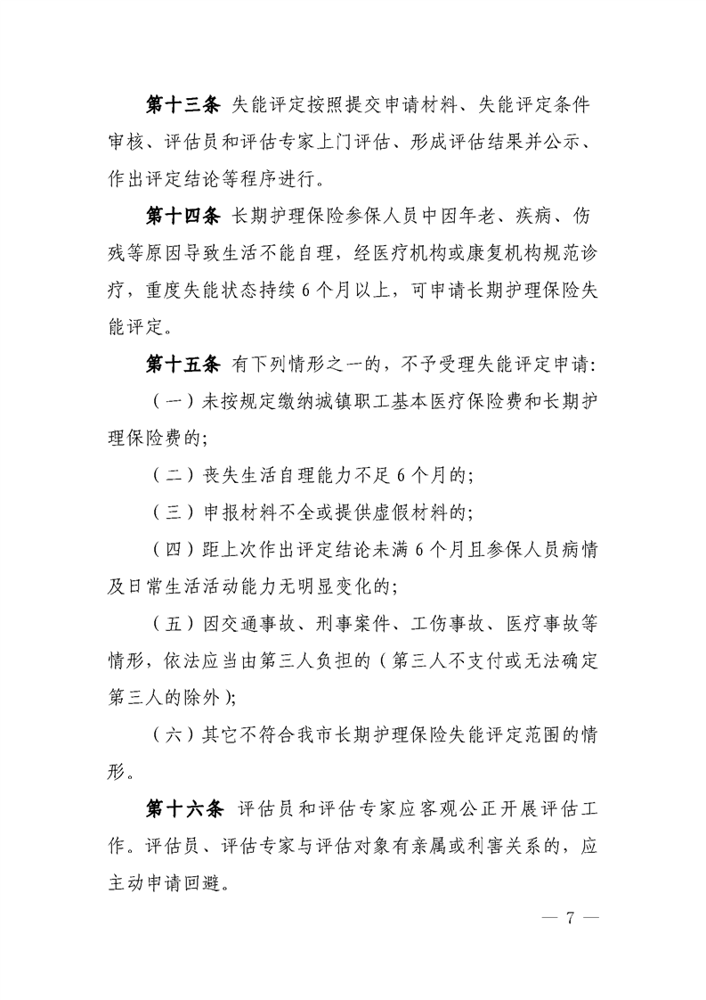 第十三条 失能评定按照提交申请材料、失能评定条件
审核、评估员和评估专家上门评估、形成评估结果并公示、
作出评定结论等程序进行。
第十四条 长期护理保险参保人员中因年老、疾病、伤
残等原因导致生活不能自理，经医疗机构或康复机构规范诊
疗，重度失能状态持续 6 个月以上，可申请长期护理保险失
能评定。
第十五条 有下列情形之一的，不予受理失能评定申请：
（一）未按规定缴纳城镇职工基本医疗保险费和长期护
理保险费的；
（二）丧失生活自理能力不足 6 个月的；
（三）申报材料不全或提供虚假材料的；
（四）距上次作出评定结论未满 6 个月且参保人员病情
及日常生活活动能力无明显变化的；
（五）因交通事故、刑事案件、工伤事故、医疗事故等
情形，依法应当由第三人负担的（第三人不支付或无法确定
第三人的除外）；
（六）其它不符合我市长期护理保险失能评定范围的情
形。
第十六条 评估员和评估专家应客观公正开展评估工
作。评估员、评估专家与评估对象有亲属或利害关系的，应
主动申请回避。
— 7 —